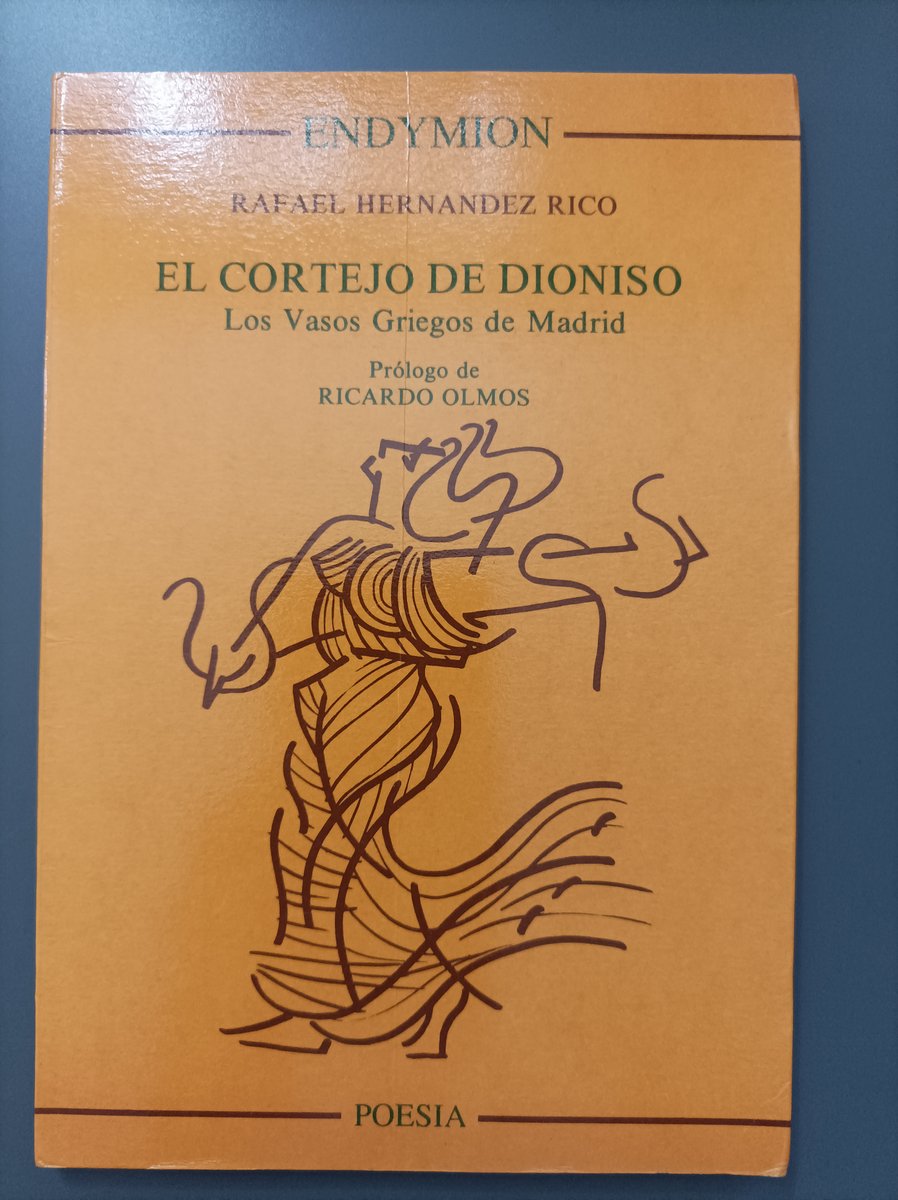 ENDYMION
RAFAEL HERNANDEZ RICO
EL CORTEJO DE DIONISO
Los Vasos Griegos de Madrid
Prólogo de
RICARDO OLMOS
POESIA